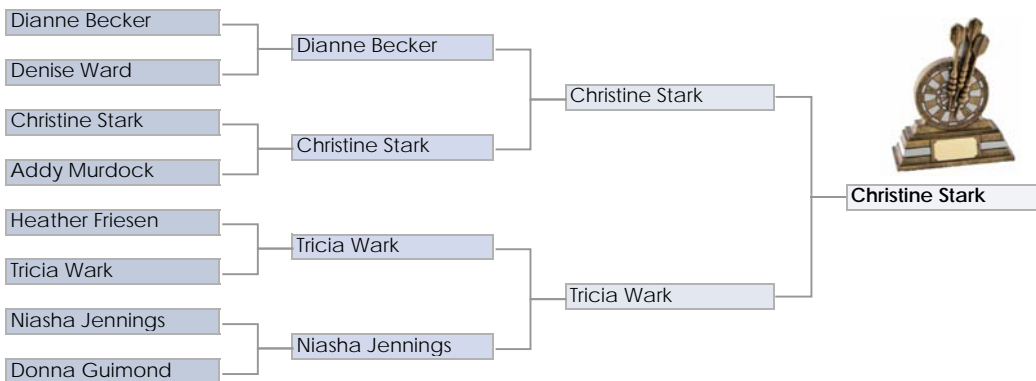 Dianne Becker
Denise Ward
Christine Stark
Addy Murdock
Heather Friesen
Tricia Wark
Niasha Jennings
Donna Guimond
Dianne Becker
Christine Stark
Tricia Wark
Niasha Jennings
Christine Stark
Tricia Wark
Christine Stark